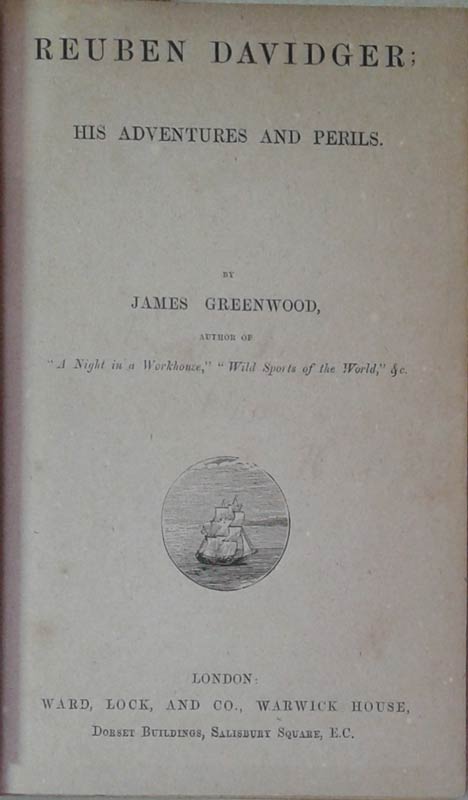 REUBEN DAVIDGER;
HIS ADVENTURES AND PERILS.
BY
JAMES GREENWOOD,
AUTHOR OF
"A Night in a Workhouse," "Wild Sports of the World," &c.
LONDON:
WARD, LOCK, AND CO., WARWICK HOUSE,
DORSET BUILDINGS, SALISBURY SQUARE, E.C.